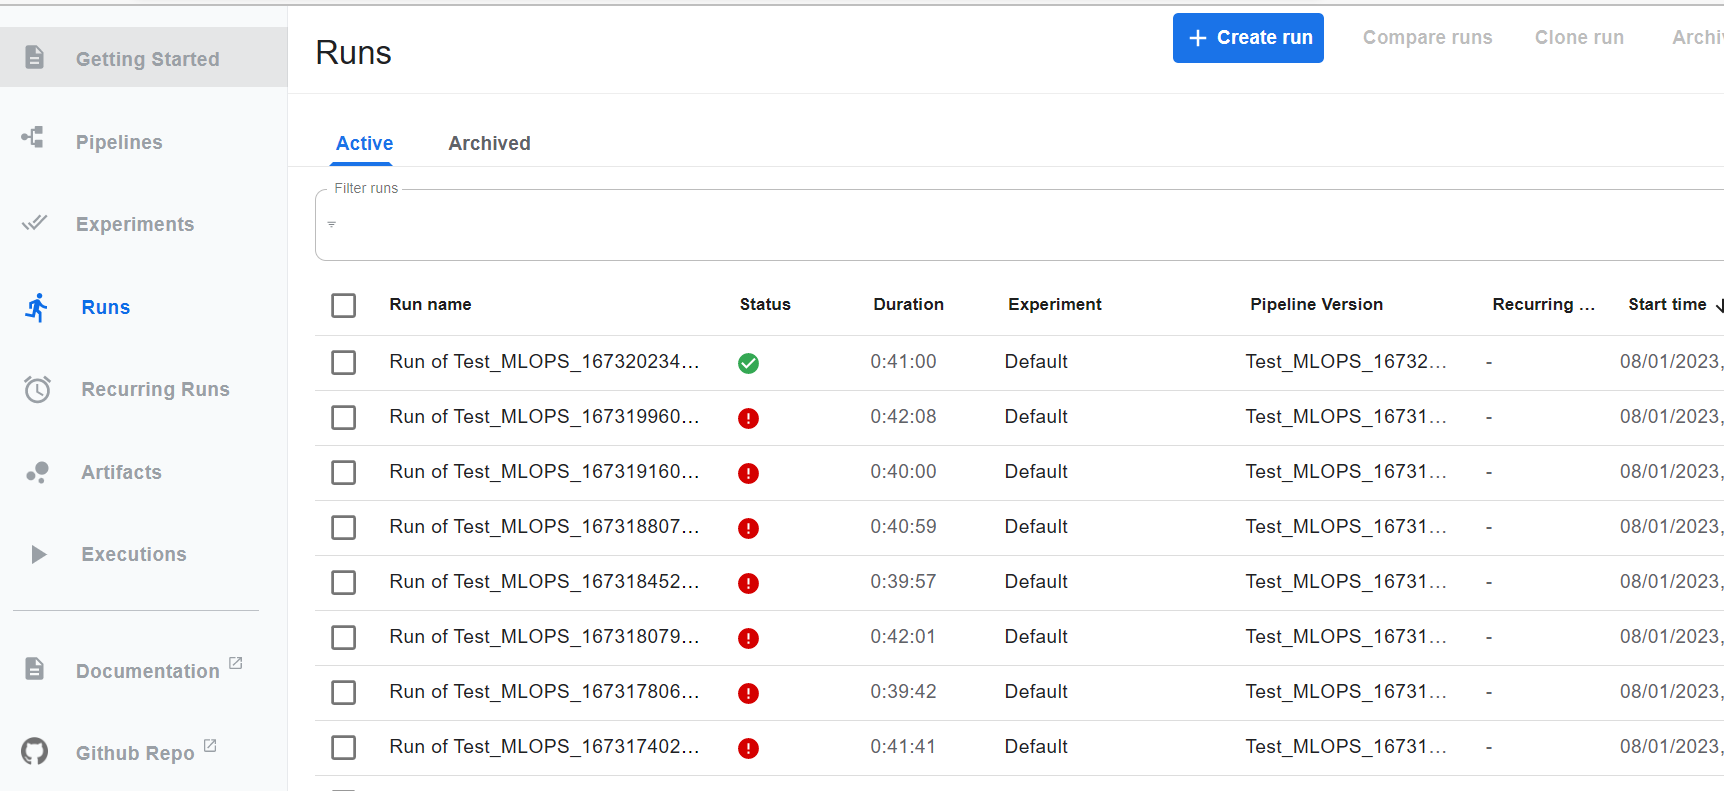 Getting Started
Pipelines
Experiments
Runs
Recurring Runs
Artifacts
Executions
Documentation
Github Repo
Runs
+ Create run Compare runs Clone run Archi
Active Archived
Filter runs
Run name Status Duration Experiment Pipeline Version Recurring ... Start time
Run of Test_MLOPS_167320234... 0:41:00 Default Test_MLOPS_16732... - 08/01/2023,
Run of Test_MLOPS_167319960... 0:42:08 Default Test_MLOPS_16731... - 08/01/2023,
Run of Test_MLOPS_167319160... 0:40:00 Default Test_MLOPS_16731... - 08/01/2023,
Run of Test_MLOPS_167318807... 0:40:59 Default Test_MLOPS_16731... - 08/01/2023,
Run of Test_MLOPS_167318452... 0:39:57 Default Test_MLOPS_16731... - 08/01/2023,
Run of Test_MLOPS_167318079... 0:42:01 Default Test_MLOPS_16731... - 08/01/2023,
Run of Test_MLOPS_167317806... 0:39:42 Default Test_MLOPS_16731... - 08/01/2023,
Run of Test_MLOPS_167317402... 0:41:41 Default Test_MLOPS_16731... - 08/01/2023,